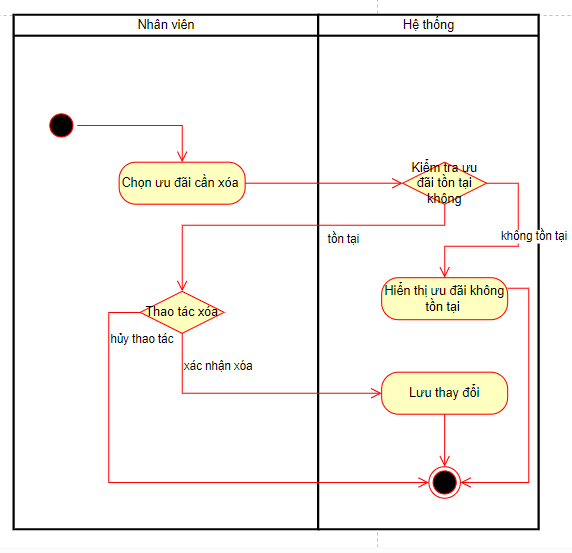 Nhân viên
Hệ thống
Chọn ưu đãi cần xóa
Kiểm tra ưu
đãi tồn tại
không
tồn tại
không tồn tại
Hiển thị ưu đãi không
tồn tại
Thao tác xóa
hủy thao tác
xác nhận xóa
Lưu thay đổi